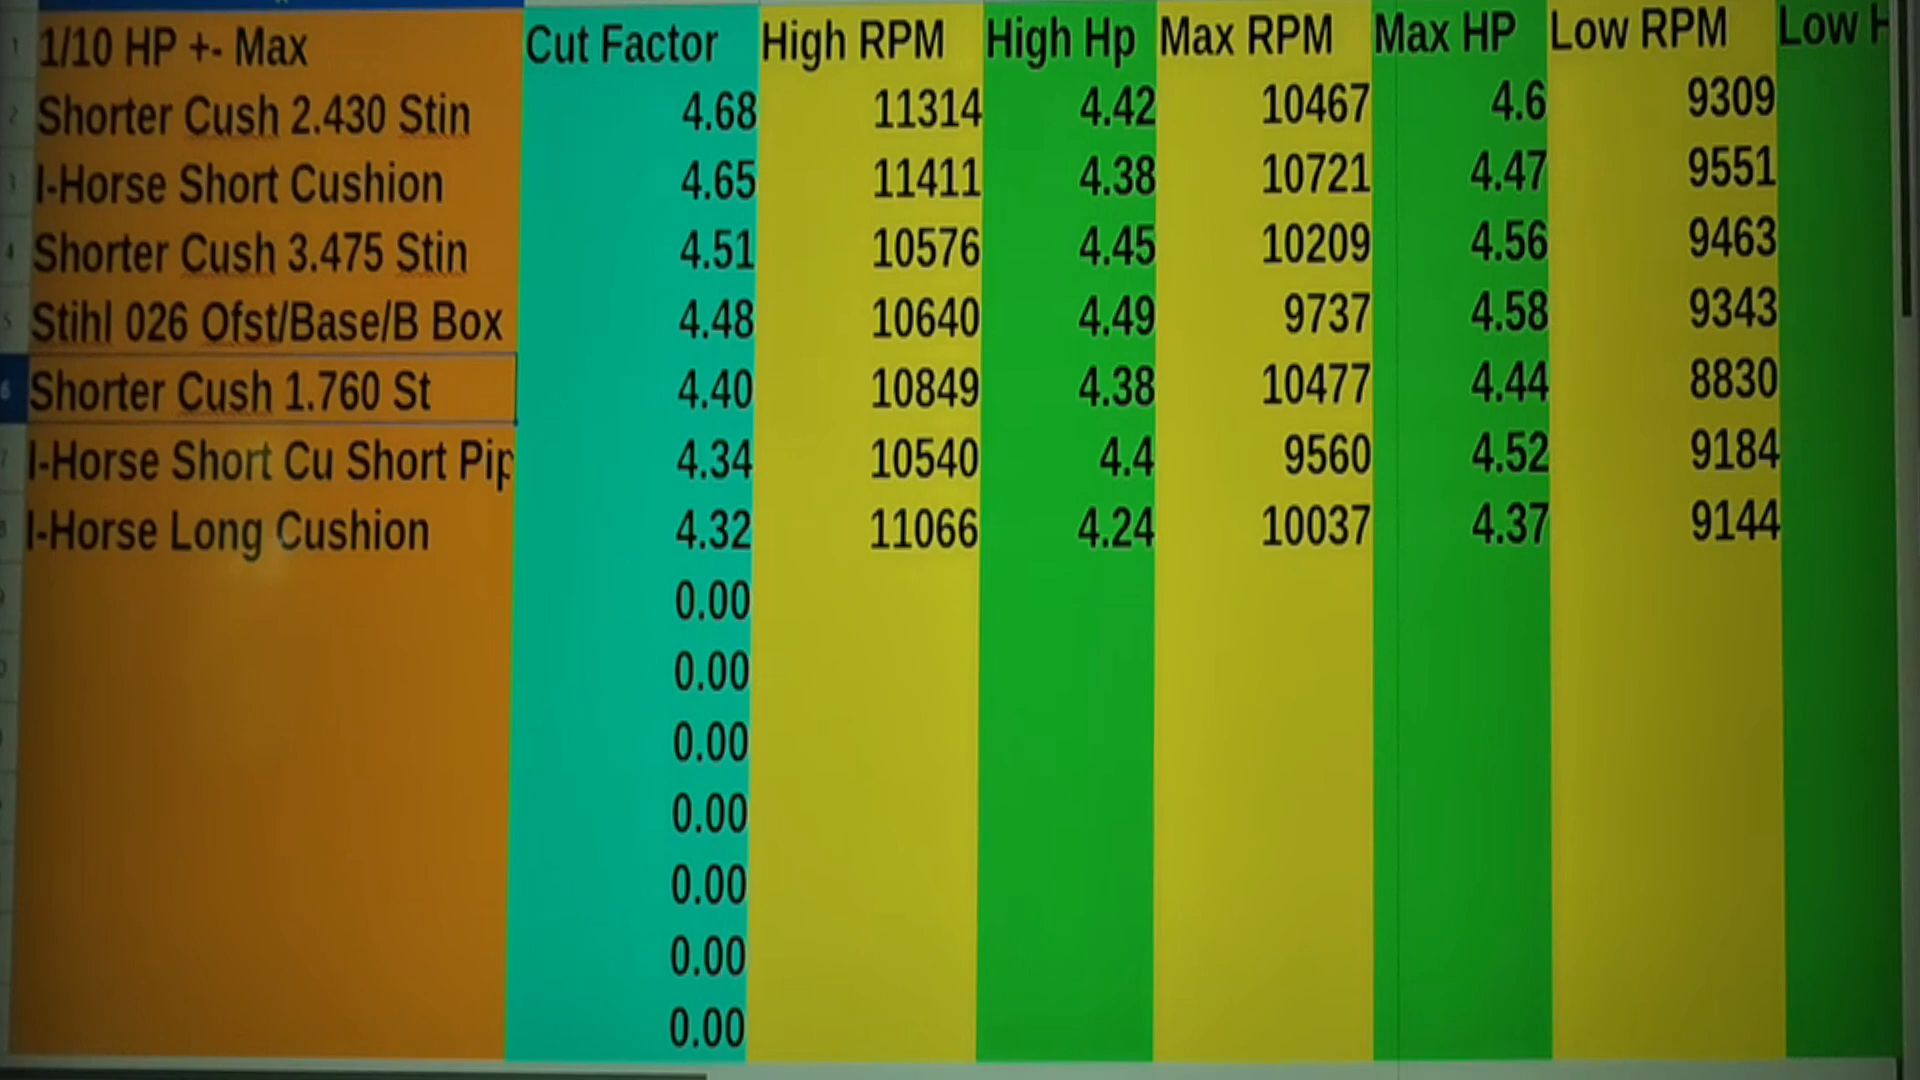 1/10 HP +- Max Cut Factor High RPM High Hp Max RPM Max HP Low RPM Low
Shorter Cush 2.430 Stin 4.68 11314 4.42 10467 4.6 9309
I-Horse Short Cushion 4.65 11411 4.38 10721 4.47 9551
Shorter Cush 3.475 Stin 4.51 10576 4.45 10209 4.56 9463
Stihl 026 Ofst/Base/B Box 4.48 10640 4.49 9737 4.58 9343
Shorter Cush 1.760 St 4.40 10849 4.38 10477 4.44 8830
I-Horse Short Cu Short Pip 4.34 10540 4.4 9560 4.52 9184
I-Horse Long Cushion 4.32 11066 4.24 10037 4.37 9144
0.00
0.00
0.00
0.00
0.00
0.00
0.00